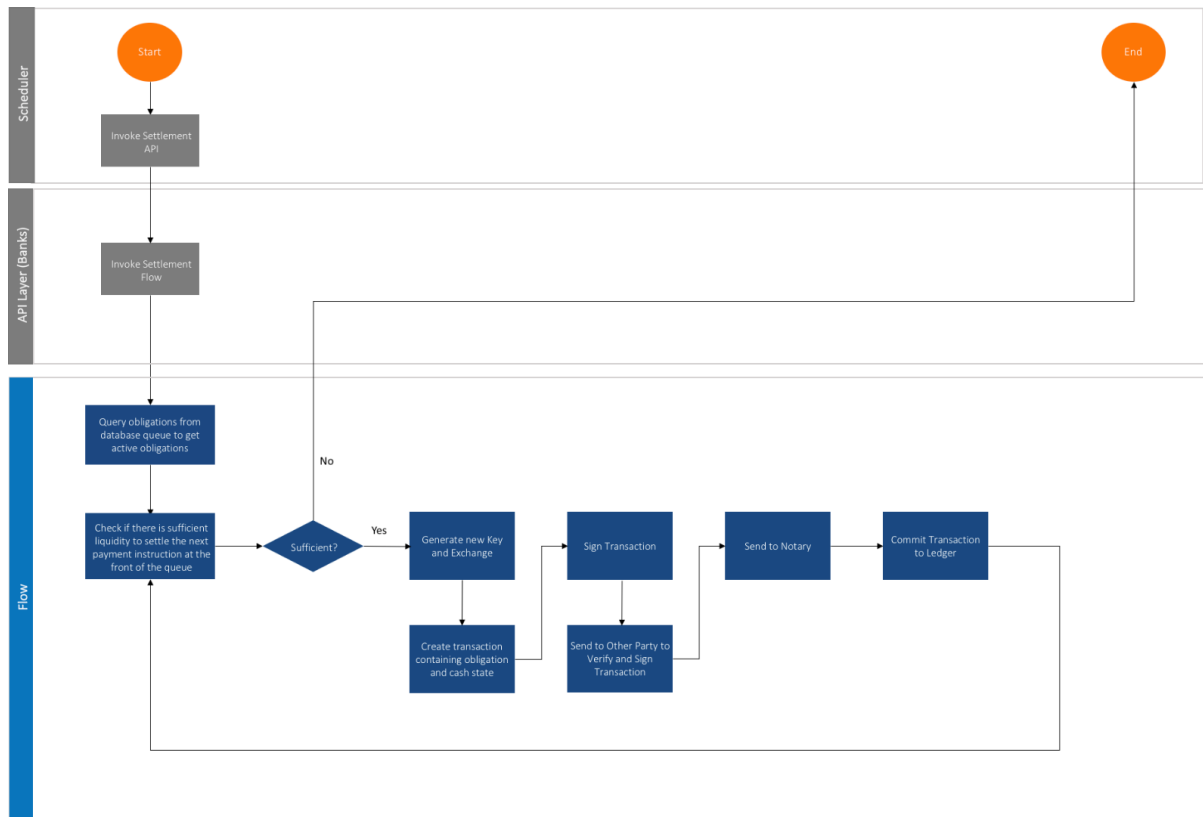 Scheduler
Start
End
Invoke Settlement
API
API Layer (Banks)
Invoke Settlement
Flow
Flow
Query obligations from
database queue to get
active obligations
No
Check if there is sufficient
liquidity to settle the next
payment instruction at the
front of the queue
Sufficient?
Yes
Generate new Key
and Exchange
Sign Transaction
Send to Notary
Commit Transaction
to Ledger
Create transaction
containing obligation
and cash state
Send to Other Party to
Verify and Sign
Transaction